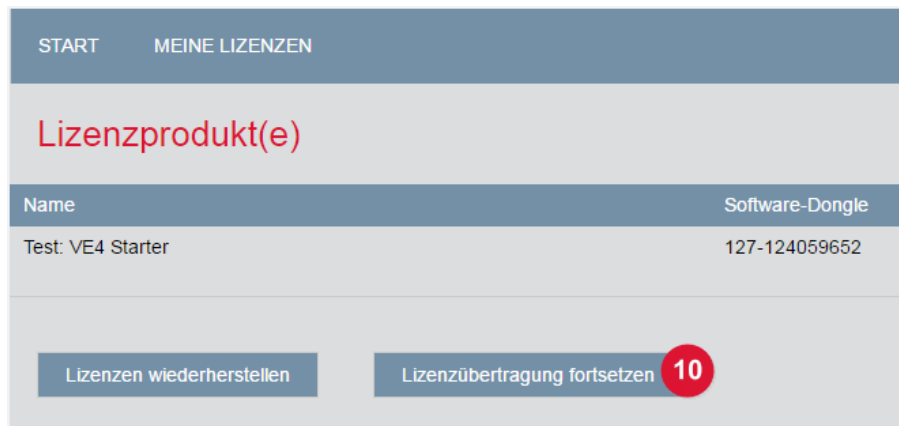 START MEINE LIZENZEN
Lizenzprodukt(e)
Name Software-Dongle
Test: VE4 Starter 127-124059652
Lizenzen wiederherstellen Lizenzübertragung fortsetzen 10